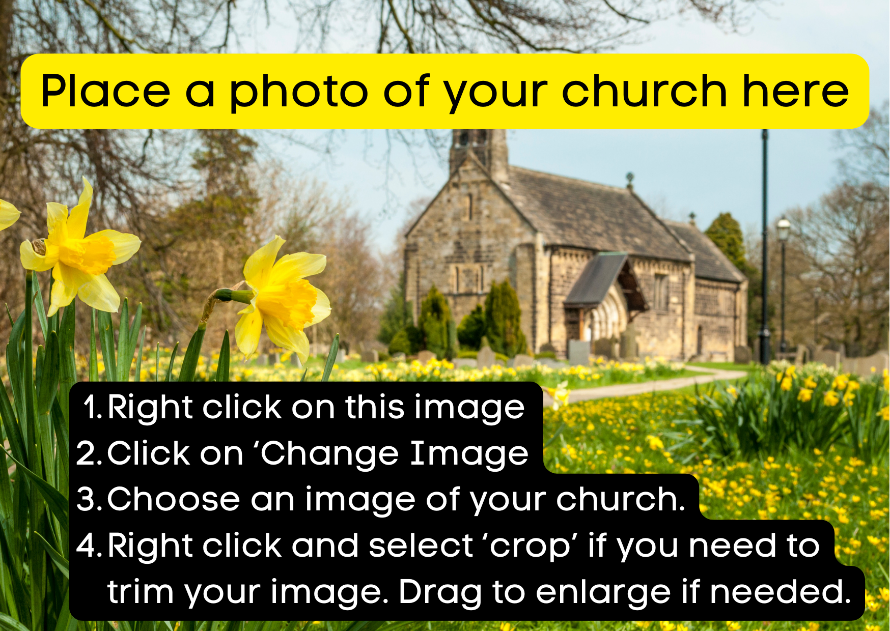 Place a photo of your church here
1. Right click on this image
2. Click on ‘Change Image
3. Choose an image of your church.
4. Right click and select ‘crop’ if you need to
trim your image. Drag to enlarge if needed.